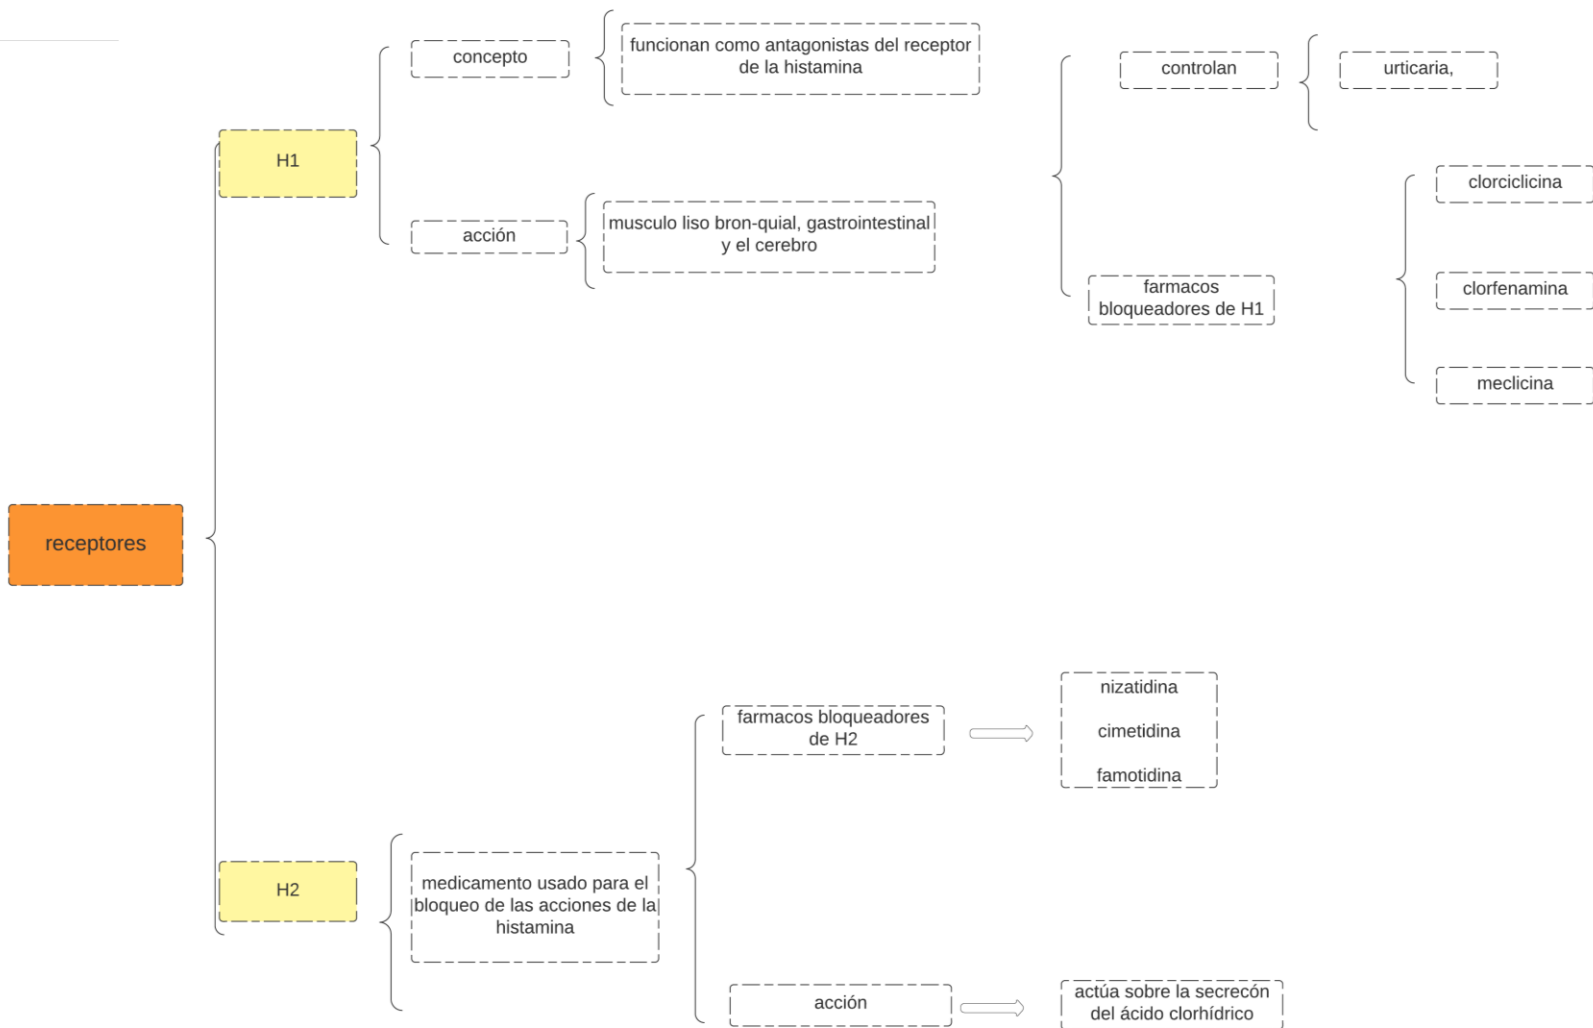 receptores
H1
concepto
funcionan como antagonistas del receptor
de la histamina
acción
musculo liso bron-quial, gastrointestinal
y el cerebro
controlan
urticaria,
farmacos
bloqueadores de H1
clorciclicina
clorfenamina
meclicina
H2
medicamento usado para el
bloqueo de las acciones de la
histamina
farmacos bloqueadores
de H2
nizatidina
cimetidina
famotidina
acción
actúa sobre la secrecón
del ácido clorhídrico